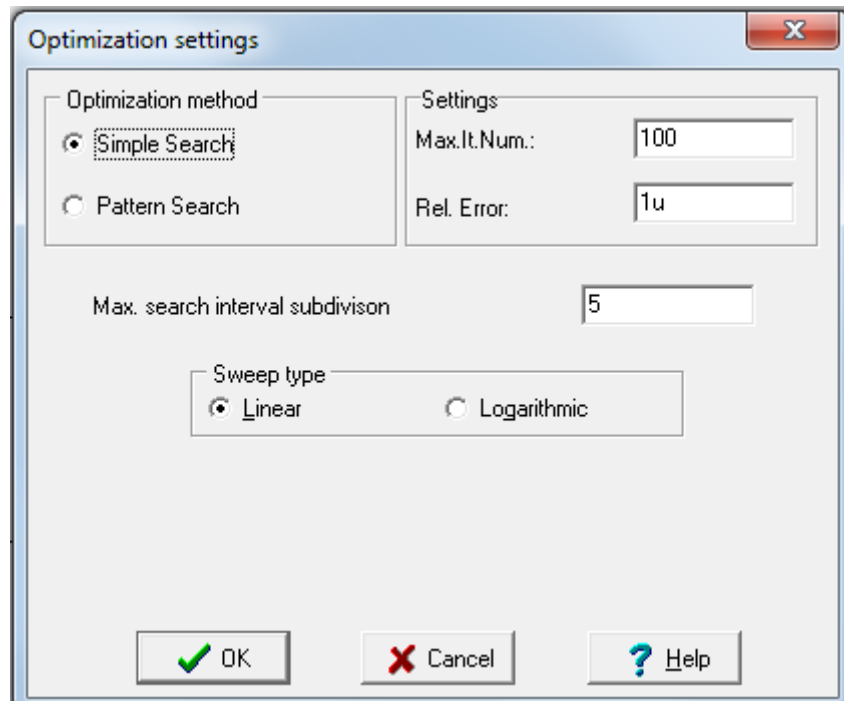 Optimization settings
Optimization method
Simple Search
Pattern Search
Settings
Max.It.Num.:
100
Rel. Error:
1u
Max. search interval subdivison
5
Sweep type
Linear
Logarithmic
OK
Cancel
? Help